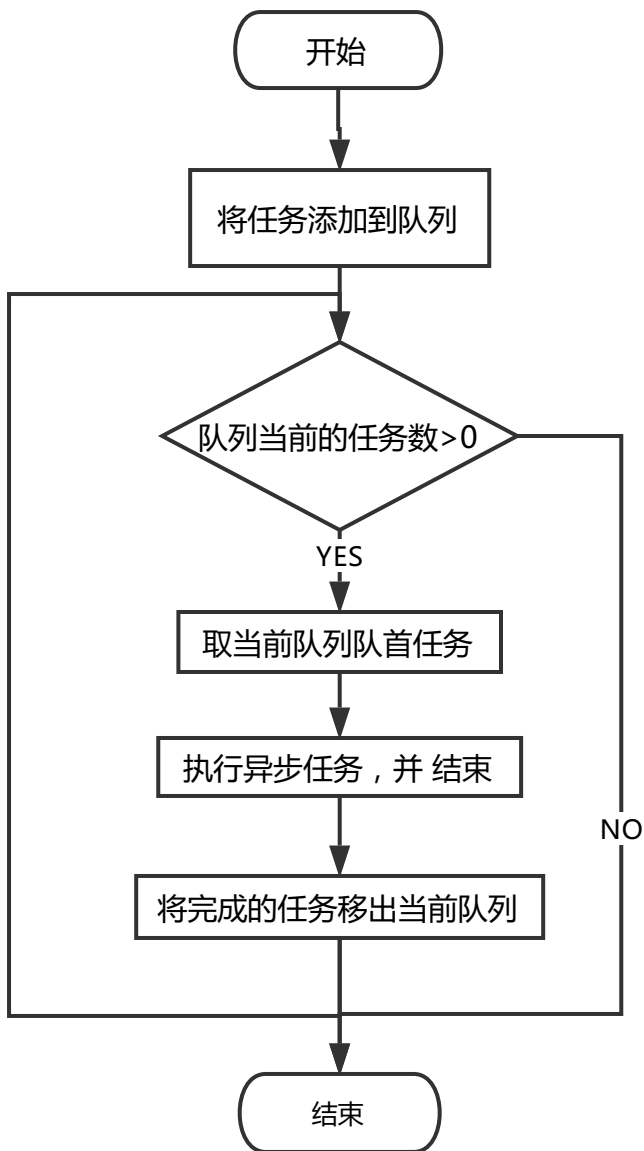 开始
将任务添加到队列
队列当前的任务数>0
YES
取当前队列队首任务
执行异步任务，并 结束
NO
将完成的任务移出当前队列
结束